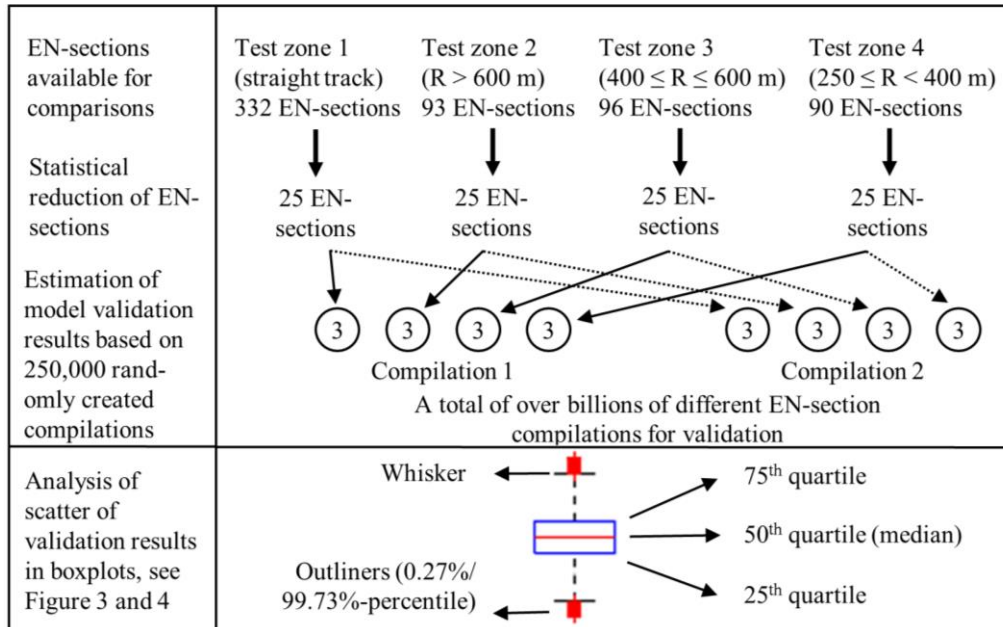 EN-sections
available for
comparisons
Test zone 1
(straight track)
332 EN-sections
Test zone 2
(R > 600 m)
93 EN-sections
Test zone 3
(400 ≤ R ≤ 600 m)
96 EN-sections
Test zone 4
(250 ≤ R < 400 m)
90 EN-sections
Statistical
reduction of EN-
sections
25 EN-
sections
25 EN-
sections
25 EN-
sections
25 EN-
sections
Estimation of
model validation
results based on
250,000 rand-
omly created
compilations
3 3 3 3
3 3 3 3
Compilation 1
Compilation 2
A total of over billions of different EN-section
compilations for validation
Analysis of
scatter of
validation results
in boxplots, see
Figure 3 and 4
Whisker
Outliners (0.27%/
99.73%-percentile)
75th quartile
50th quartile (median)
25th quartile